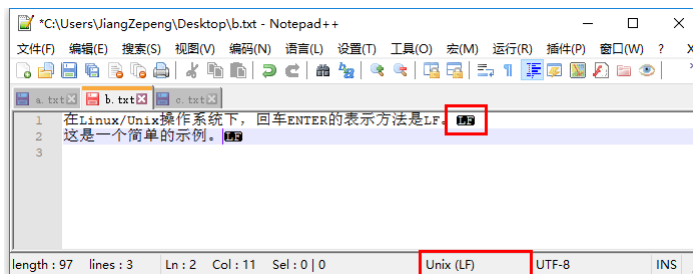 *C:\Users\JiangZepeng\Desktop\b.txt - Notepad++
文件(F) 编辑(E) 搜索(S) 视图(V) 编码(N) 语言(L) 设置(T) 工具(O) 宏(M) 运行(R) 插件(P) 窗口(W) ? X
a. txt b. txt c. txt
1 在Linux/Unix操作系统下，回车ENTER的表示方法是LF。LF
2 这是一个简单的示例。LF
3
length : 97 lines : 3 Ln : 2 Col : 11 Sel : 0 | 0 Unix (LF) UTF-8 INS